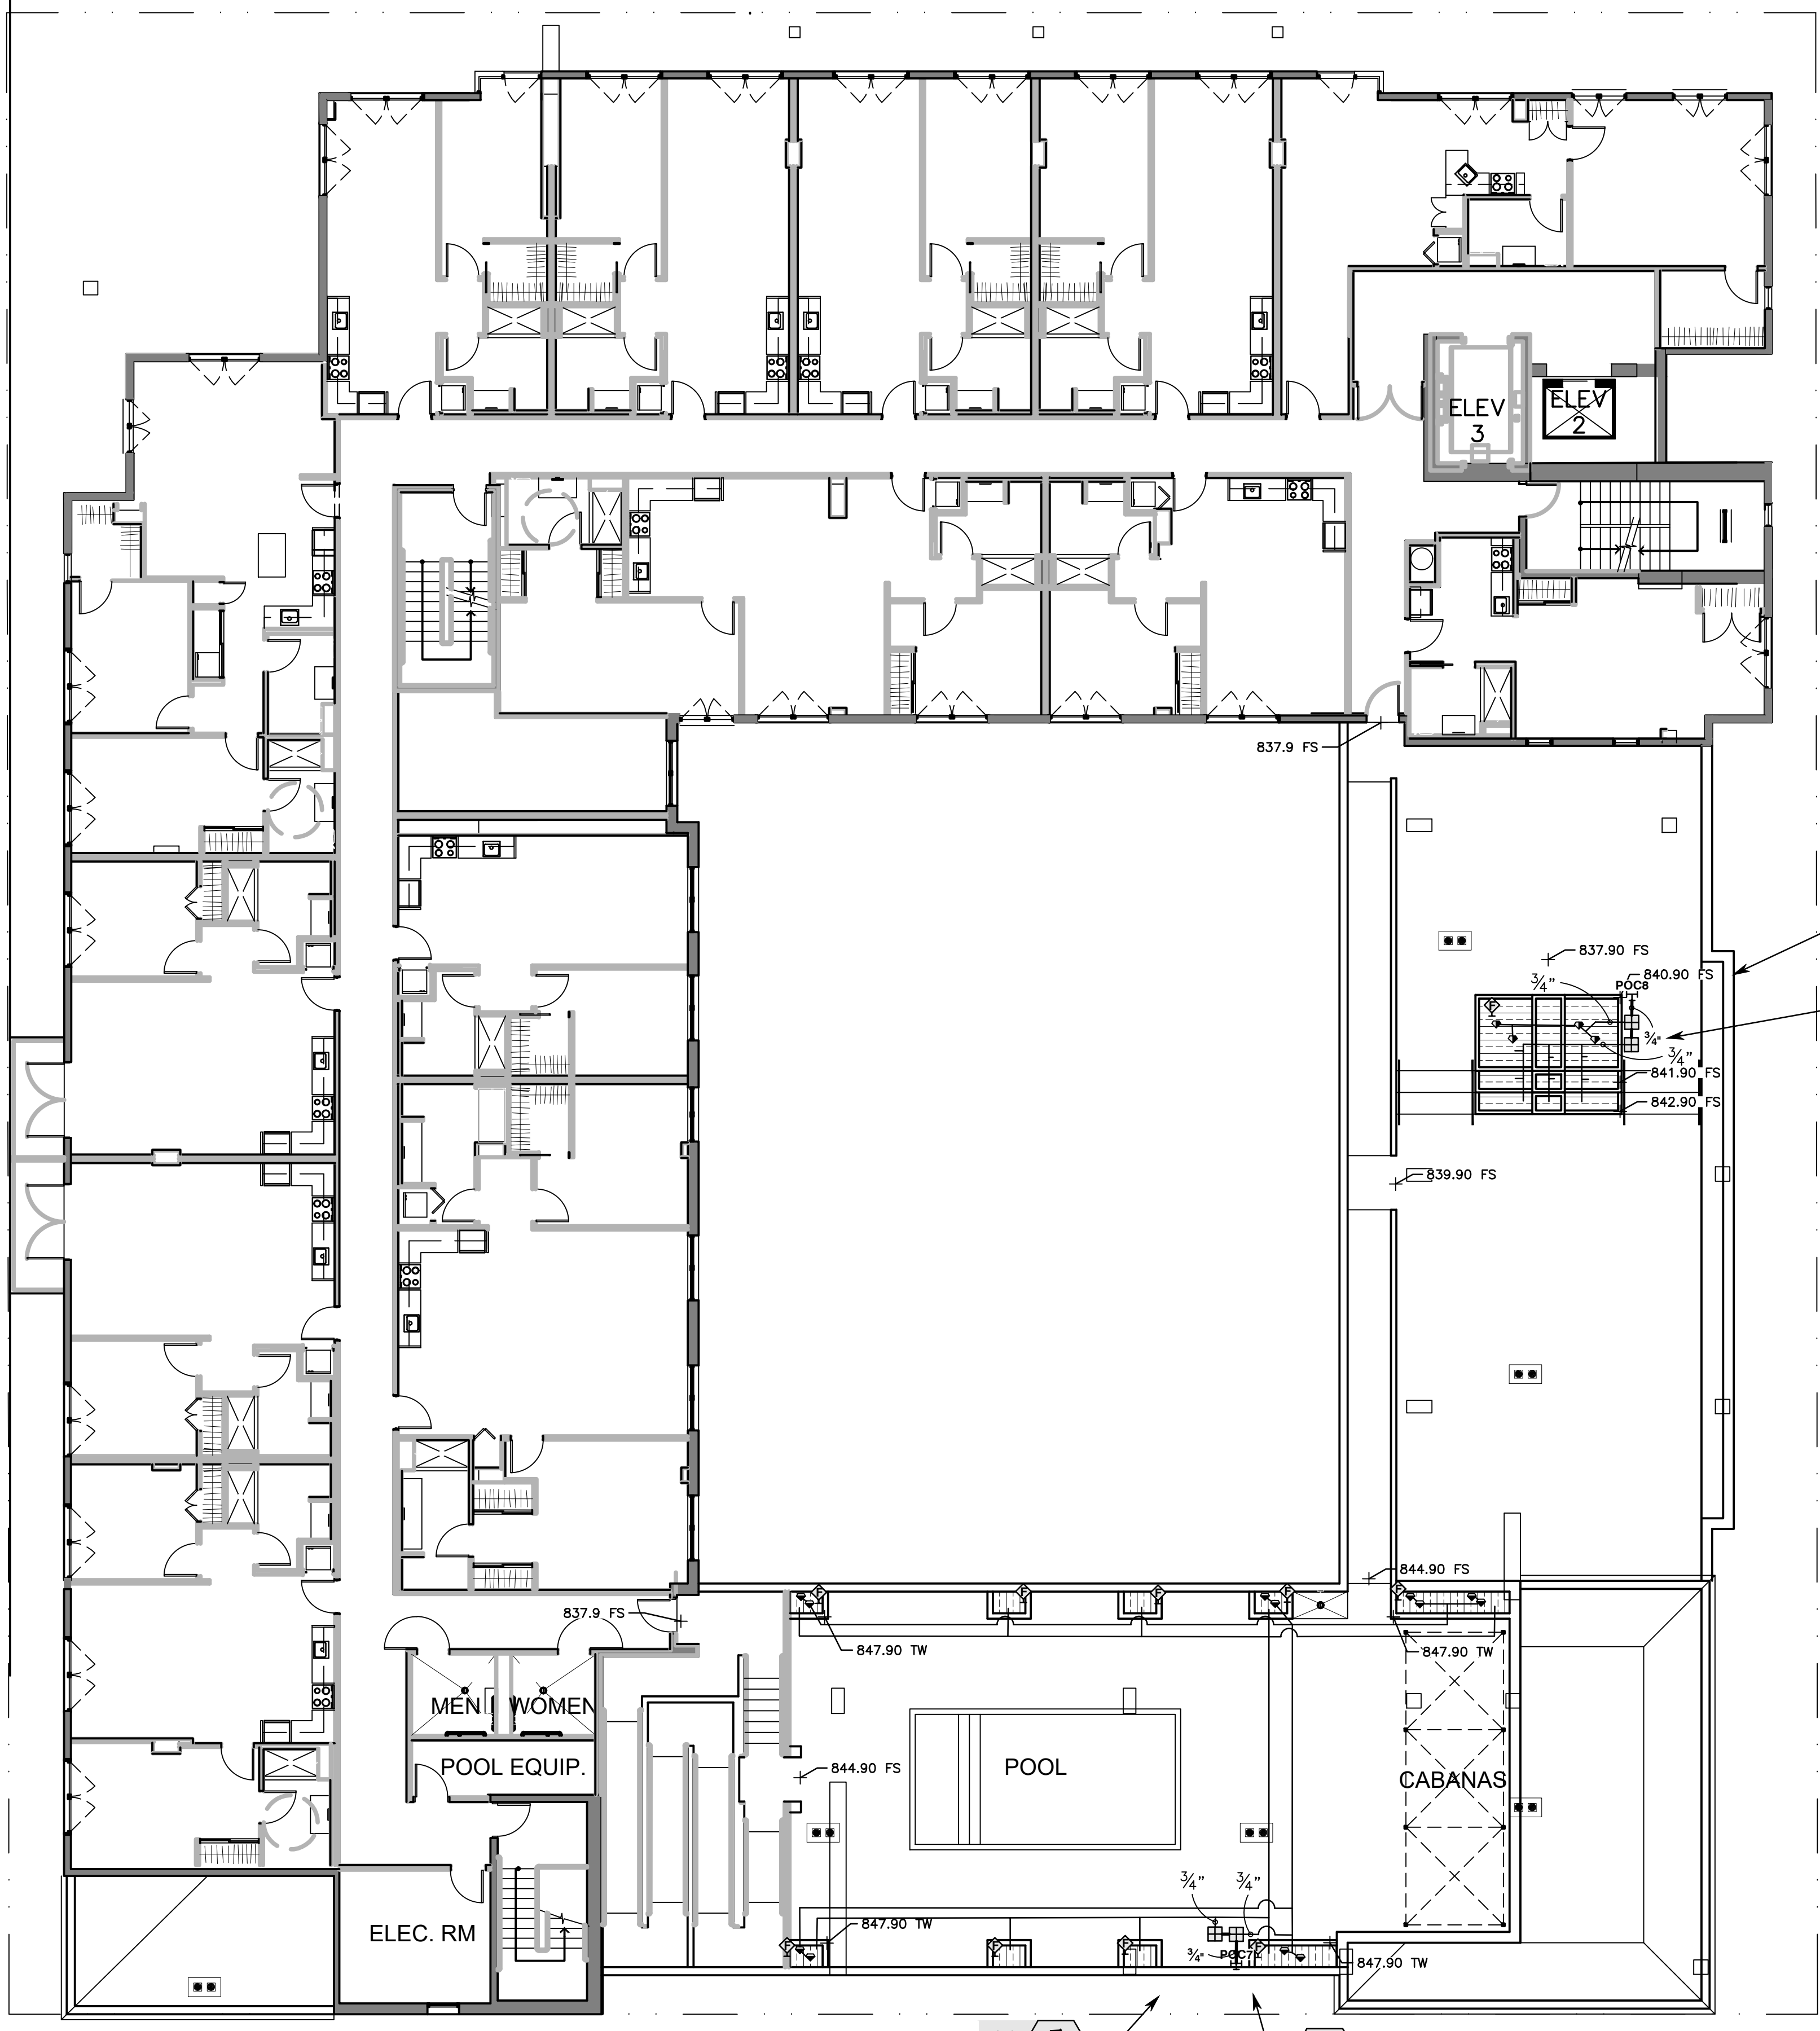 ELEV
3
ELEV
2
837.9 FS
837.90 FS
3/4"
840.90 FS
POC8
3/4"
3/4"
841.90 FS
842.90 FS
839.90 FS
844.90 FS
837.9 FS
847.90 TW
847.90 TW
MEN
WOMEN
POOL EQUIP.
844.90 FS
POOL
CABANAS
3/4"
3/4"
ELEC. RM
847.90 TW
3/4"
POC7
847.90 TW
F
F
F
F
F
F
F
F
F
F
F